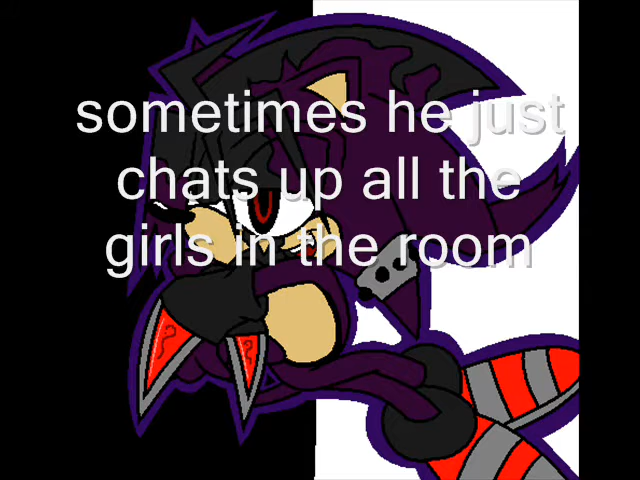 sometimes he just
chats up all the
girls in the room